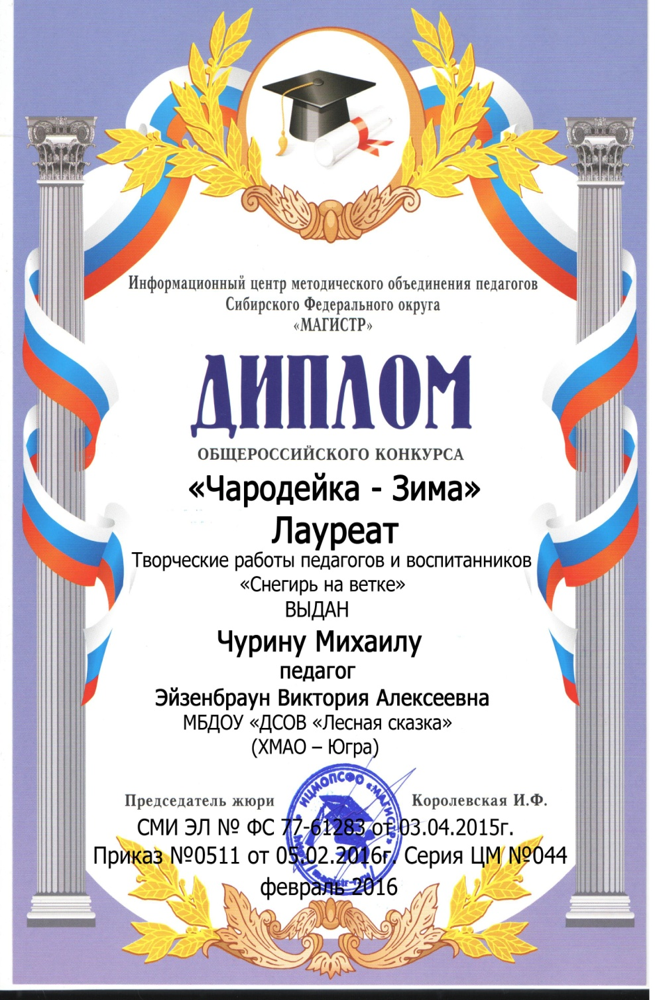 Информационный центр методического объединения педагогов
Сибирского Федерального округа
«МАГИСТР»
ДИПЛОМ
ОБЩЕРОССИЙСКОГО КОНКУРСА
«Чародейка - Зима»
Лауреат
Творческие работы педагогов и воспитанников
«Снегирь на ветке»
ВЫДАН
Чурину Михаилу
педагог
Эйзенбраун Виктория Алексеевна
МБДОУ «ДСОВ «Лесная сказка»
(ХМАО – Югра)
ИЦМОПСФО «МАГИСТР»
Председатель жюри
Королевская И.Ф.
СМИ ЭЛ № ФС 77-61283 от 03.04.2015г.
Приказ №0511 от 05.02.2016г. Серия ЦМ №044
февраль 2016